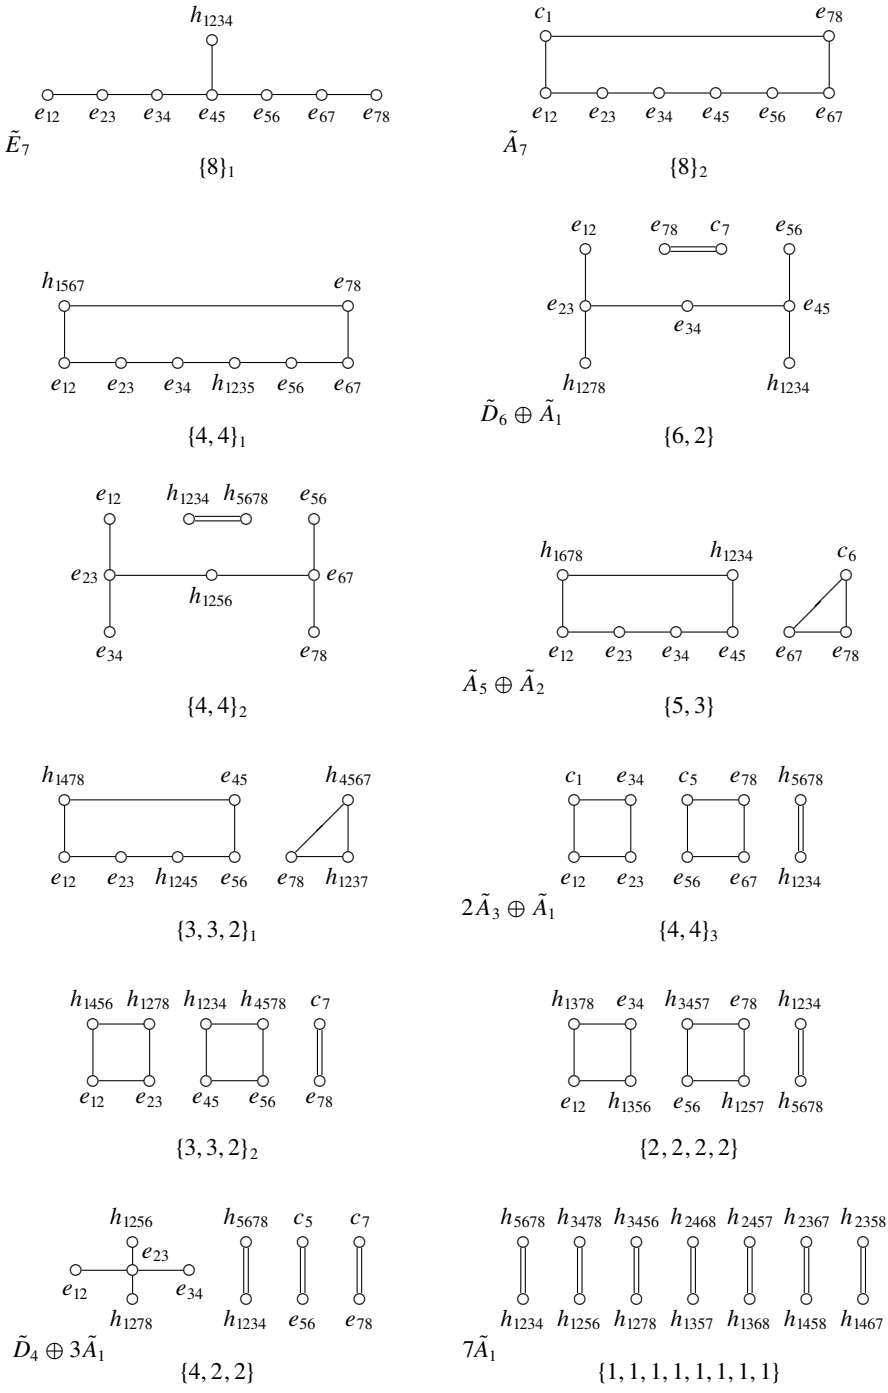 h₁₂₃₄
e₁₂ e₂₃ e₃₄ e₄₅ e₅₆ e₆₇ e₇₈
Ẽ₇
{8}₁
c₁ e₇₈
e₁₂ e₂₃ e₃₄ e₄₅ e₅₆ e₆₇
Ã₇
{8}₂
h₁₅₆₇ e₇₈
e₁₂ e₂₃ e₃₄ h₁₂₃₅ e₅₆ e₆₇
{4, 4}₁
e₁₂ e₇₈ c₇ e₅₆
e₂₃ e₃₄ e₄₅
h₁₂₇₈ h₁₂₃₄
D̃₆ ⊕ Ã₁
{6, 2}
e₁₂ h₁₂₃₄ h₅₆₇₈ e₅₆
e₂₃ h₁₂₅₆ e₆₇
e₃₄ e₇₈
{4, 4}₂
h₁₆₇₈ h₁₂₃₄ c₆
e₁₂ e₂₃ e₃₄ e₄₅ e₆₇ e₇₈
Ã₅ ⊕ Ã₂
{5, 3}
h₁₄₇₈ e₄₅ h₄₅₆₇
e₁₂ e₂₃ h₁₂₄₅ e₅₆ e₇₈ h₁₂₃₇
{3, 3, 2}₁
c₁ e₃₄ c₅ e₇₈ h₅₆₇₈
e₁₂ e₂₃ e₅₆ e₆₇ h₁₂₃₄
2Ã₃ ⊕ Ã₁
{4, 4}₃
h₁₄₅₆ h₁₂₇₈ h₁₂₃₄ h₄₅₇₈ c₇
e₁₂ e₂₃ e₄₅ e₅₆ e₇₈
{3, 3, 2}₂
h₁₃₇₈ e₃₄ h₃₄₅₇ e₇₈ h₁₂₃₄
e₁₂ h₁₃₅₆ e₅₆ h₁₂₅₇ h₅₆₇₈
{2, 2, 2, 2}
h₁₂₅₆ h₅₆₇₈ c₅ c₇
e₂₃
e₁₂ e₃₄
h₁₂₇₈ h₁₂₃₄ e₅₆ e₇₈
D̃₄ ⊕ 3Ã₁
{4, 2, 2}
h₅₆₇₈ h₃₄₇₈ h₃₄₅₆ h₂₄₆₈ h₂₄₅₇ h₂₃₆₇ h₂₃₅₈
h₁₂₃₄ h₁₂₅₆ h₁₂₇₈ h₁₃₅₇ h₁₃₆₈ h₁₄₅₈ h₁₄₆₇
7Ã₁
{1, 1, 1, 1, 1, 1, 1, 1}